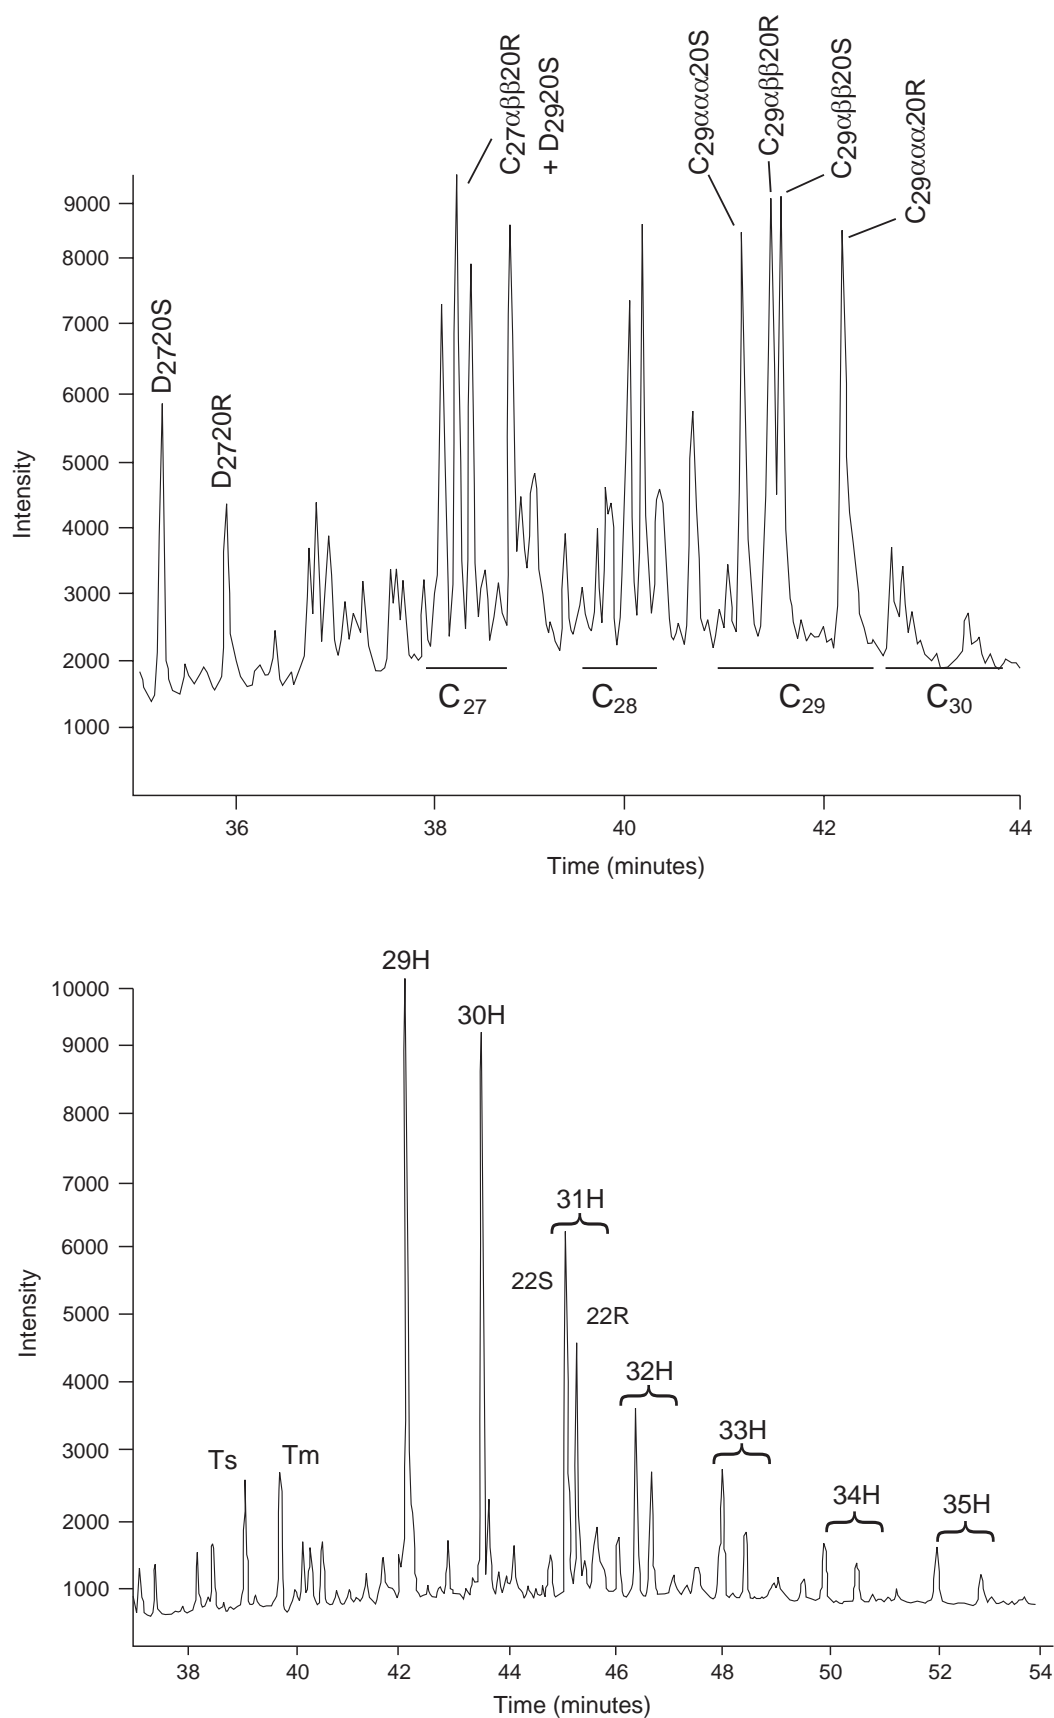 C27αββ20R
+ D2920S
C29ααα20S
C29αββ20R
C29αββ20S
C29ααα20R
D2720S
D2720R
9000
8000
7000
6000
5000
4000
3000
2000
1000
Intensity
C27
C28
C29
C30
36
38
40
42
44
Time (minutes)
29H
30H
31H
22S
22R
32H
33H
34H
35H
Ts
Tm
10000
9000
8000
7000
6000
5000
4000
3000
2000
1000
Intensity
38
40
42
44
46
48
50
52
54
Time (minutes)